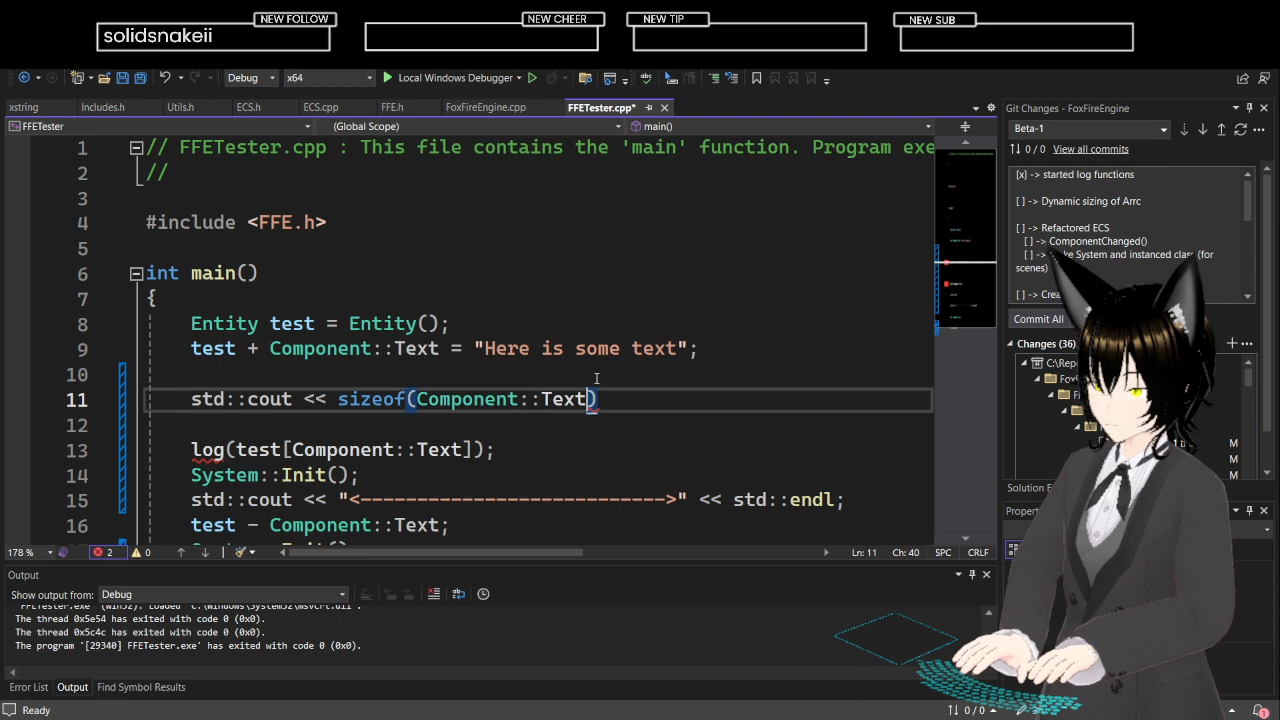 NEW FOLLOW
solidsnakeii
NEW CHEER
NEW TIP
NEW SUB
Debug
x64
Local Windows Debugger
xstring
Includes.h
Utils.h
ECS.h
ECS.cpp
FFE.h
FoxFireEngine.cpp
FFETester.cpp*
FFETester
(Global Scope)
main()
1 // FFETester.cpp : This file contains the 'main' function. Program exe
2 //
3
4 #include <FFE.h>
5
6 int main()
7 {
8 Entity test = Entity();
9 test + Component::Text = "Here is some text";
10
11 std::cout << sizeof(Component::Text)
12
13 log(test[Component::Text]);
14 System::Init();
15 std::cout << "<--------------------------->" << std::endl;
16 test - Component::Text;
178 %
2
0
Ln: 11
Ch: 40
SPC
CRLF
Git Changes - FoxFireEngine
Beta-1
0 / 0 View all commits
[x] -> started log functions
[ ] -> Dynamic sizing of Arrc
[ ] -> Refactored ECS
[ ] -> ComponentChanged()
System and instanced class (for
scenes)
Commit All
Changes (36)
M
M
Output
Show output from: Debug
The thread 0x5e54 has exited with code 0 (0x0).
The thread 0x5c4c has exited with code 0 (0x0).
The program '[29340] FFETester.exe' has exited with code 0 (0x0).
Error List
Output
Find Symbol Results
Ready
0 / 0
1